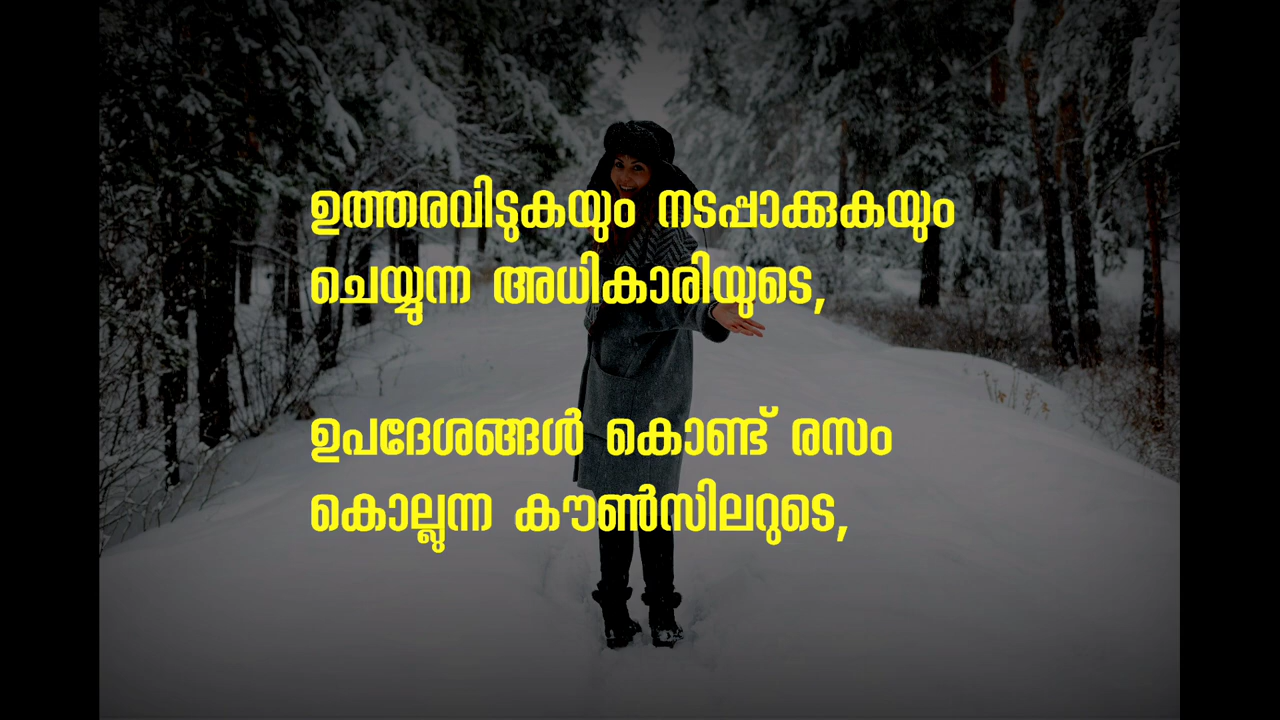 ഉത്തരവിടുകയും നടപ്പാക്കുകയും
ചെയ്യുന്ന അധികാരിയുടെ,
ഉപദേശങ്ങൾ കൊണ്ട് രസം
കൊല്ലുന്ന കൗൺസിലറുടെ,